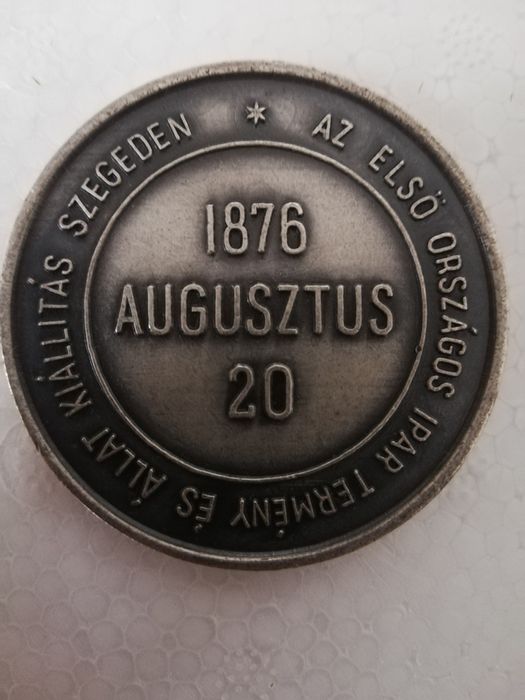 AZ ELSŐ ORSZÁGOS IPAR TERMÉNY ÉS ÁLLAT KIÁLLITÁS SZEGEDEN *
1876
AUGUSZTUS
20